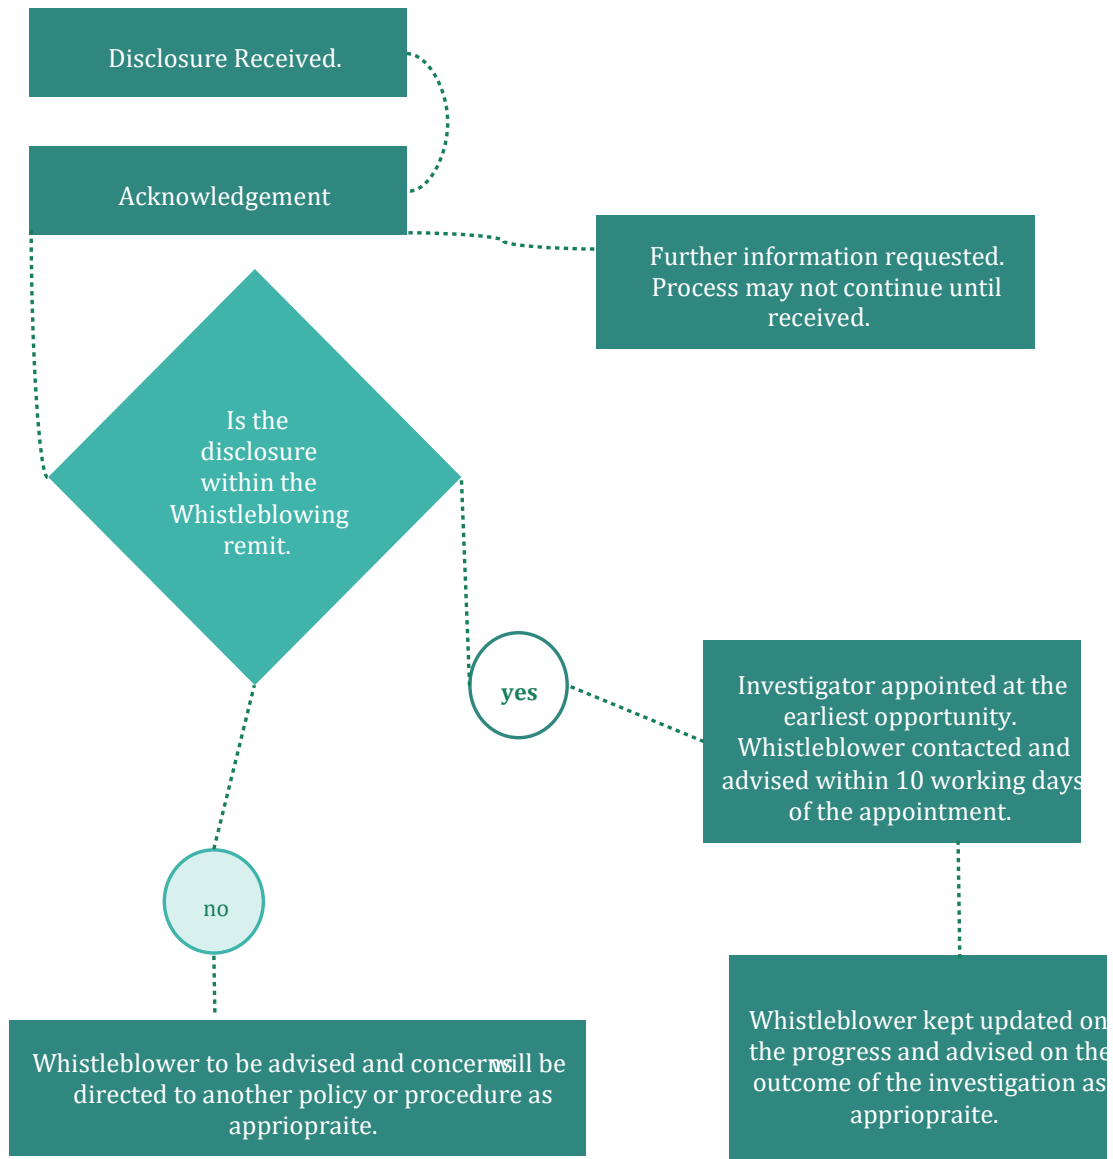 Disclosure Received.
Acknowledgement
Further information requested.
Process may not continue until
received.
Is the
disclosure
within the
Whistleblowing
remit.
yes
Investigator appointed at the
earliest opportunity.
Whistleblower contacted and
advised within 10 working days
of the appointment.
no
Whistleblower kept updated on
the progress and advised on the
outcome of the investigation as
appriopraite.
Whistleblower to be advised and concerns will be
directed to another policy or procedure as
appriopraite.